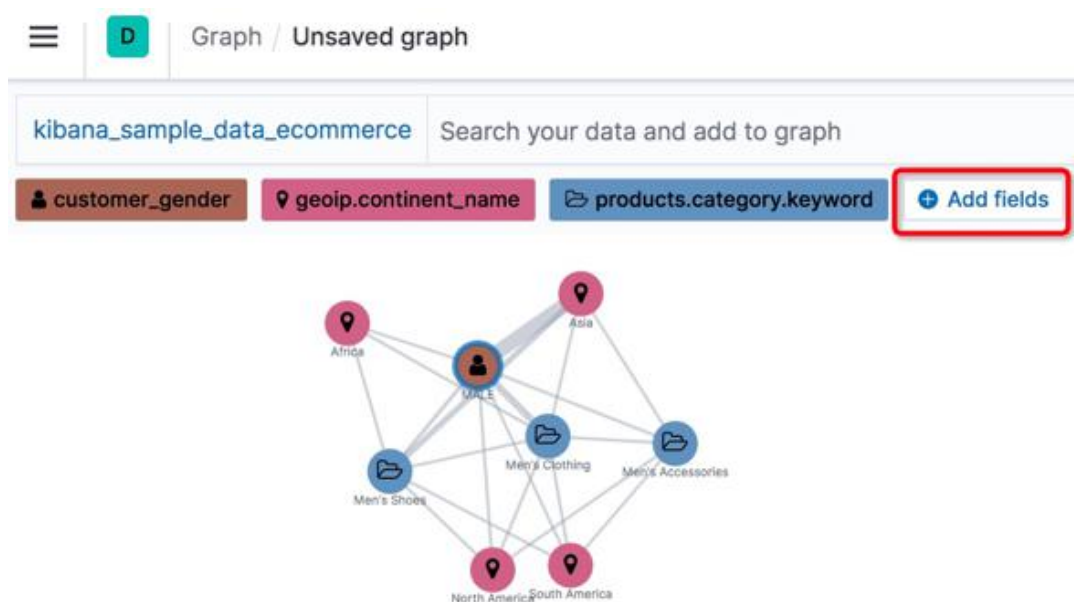 D Graph / Unsaved graph
kibana_sample_data_ecommerce Search your data and add to graph
customer_gender geoip.continent_name products.category.keyword Add fields
Asia
Africa
MALE
Men's Clothing
Men's Accessories
Men's Shoes
North America South America